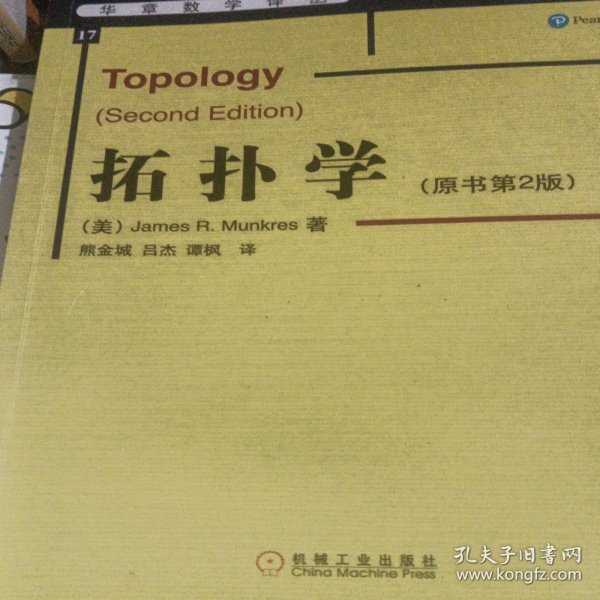 华章数学译丛
17
Pear
Topology
(Second Edition)
拓扑学
(原书第2版)
(美) James R. Munkres 著
熊金城 吕杰 谭枫 译
机械工业出版社
China Machine Press
孔夫子旧书网
www.kongfz.com